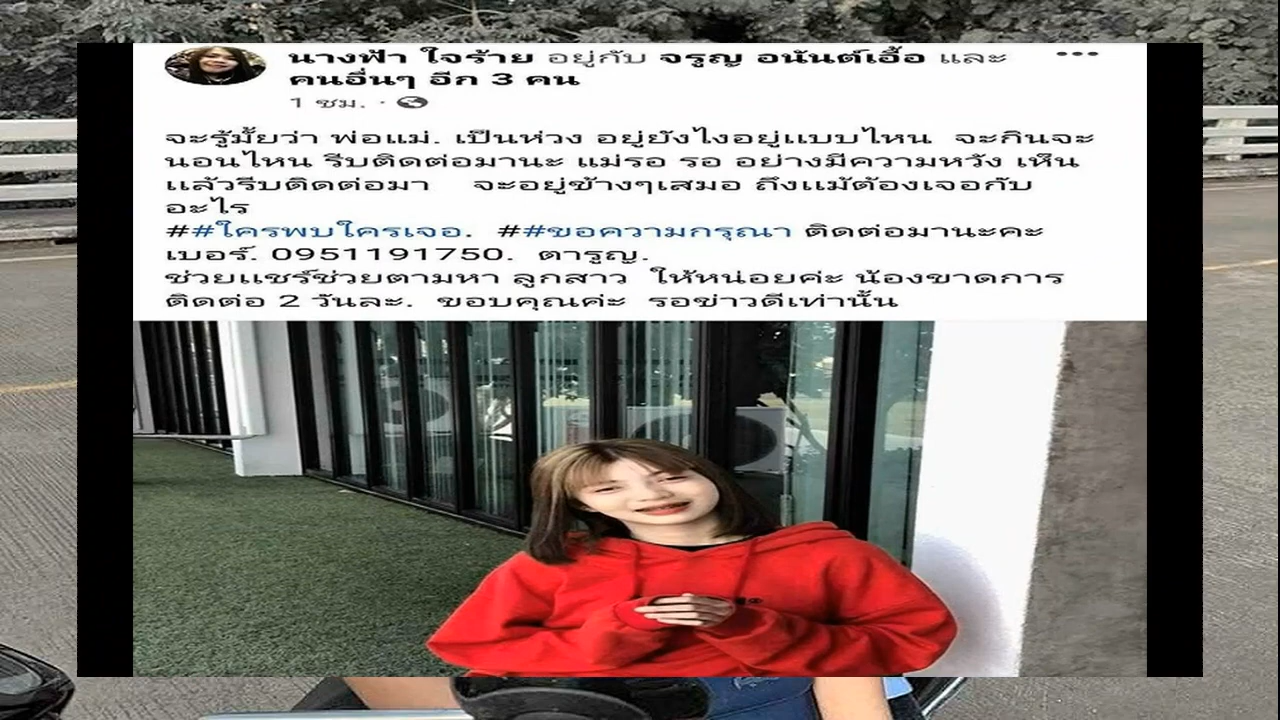 นางฟ้า ใจร้าย อยู่กับ จรูญ อนันต์เอื้อ และ
คนอื่นๆ อีก 3 คน
1 ชม. ·
จะรู้มั้ยว่า พ่อแม่. เป็นห่วง อยู่ยังไงอยู่แบบไหน จะกินจะ
นอนไหน รีบติดต่อมานะ แม่รอ รอ อย่างมีความหวัง เห็น
แล้วรีบติดต่อมา จะอยู่ข้างๆเสมอ ถึงแม้ต้องเจอกับ
อะไร
##ใครพบใครเจอ. ##ขอความกรุณา ติดต่อมานะคะ
เบอร์. 0951191750. ตารูญ.
ช่วยแชร์ช่วยตามหา ลูกสาว ให้หน่อยค่ะ น้องขาดการ
ติดต่อ 2 วันละ. ขอบคุณค่ะ รอข่าวดีเท่านั้น